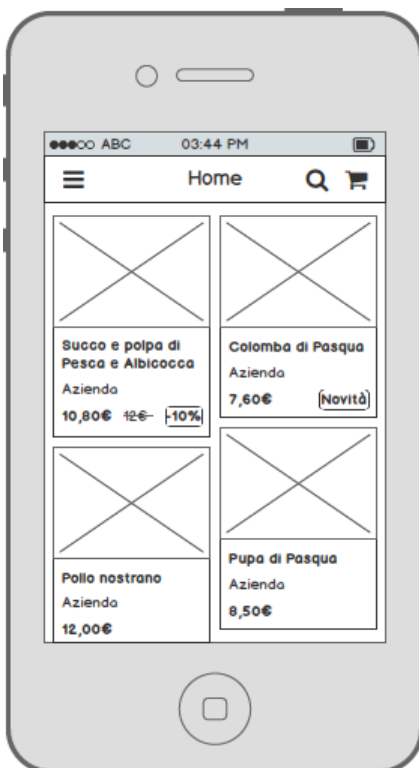 ABC 03:44 PM
Home
Succo e polpa di
Pesca e Albicocca
Azienda
10,80€ 12€ -10%
Colomba di Pasqua
Azienda
7,60€ Novità
Pollo nostrano
Azienda
12,00€
Pupa di Pasqua
Azienda
8,50€